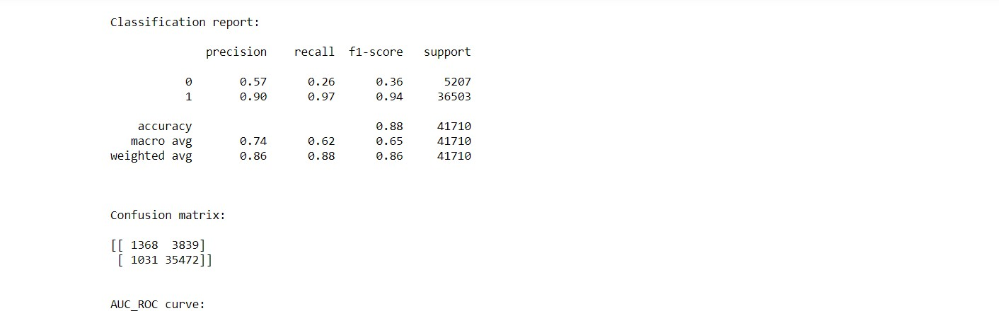 Classification report:
precision recall f1-score support
0 0.57 0.26 0.36 5207
1 0.90 0.97 0.94 36503
accuracy 0.88 41710
macro avg 0.74 0.62 0.65 41710
weighted avg 0.86 0.88 0.86 41710
Confusion matrix:
[[ 1368 3839]
[ 1031 35472]]
AUC_ROC curve: